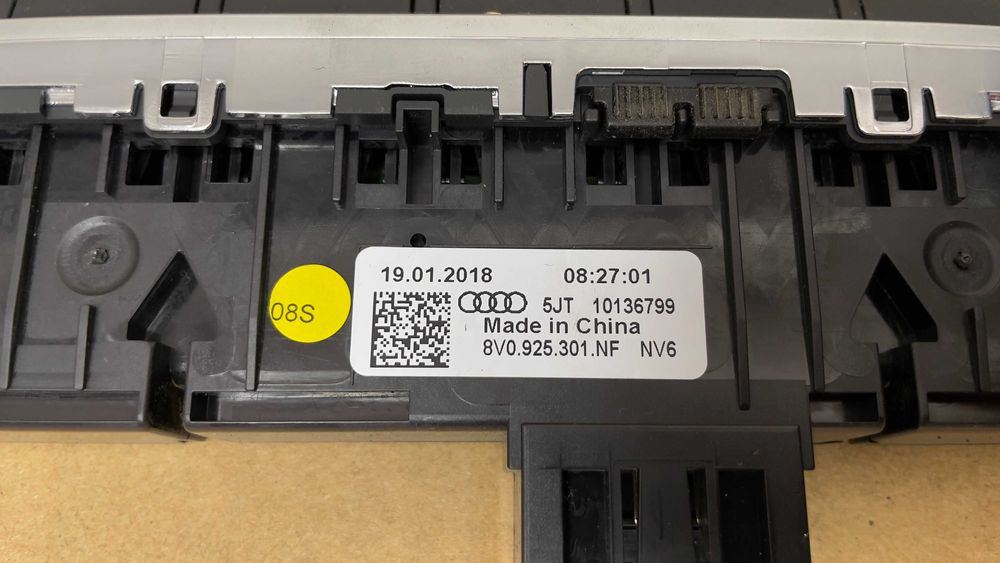 19.01.2018 08:27:01
5JT 10136799
Made in China
8V0.925.301.NF NV6
08S